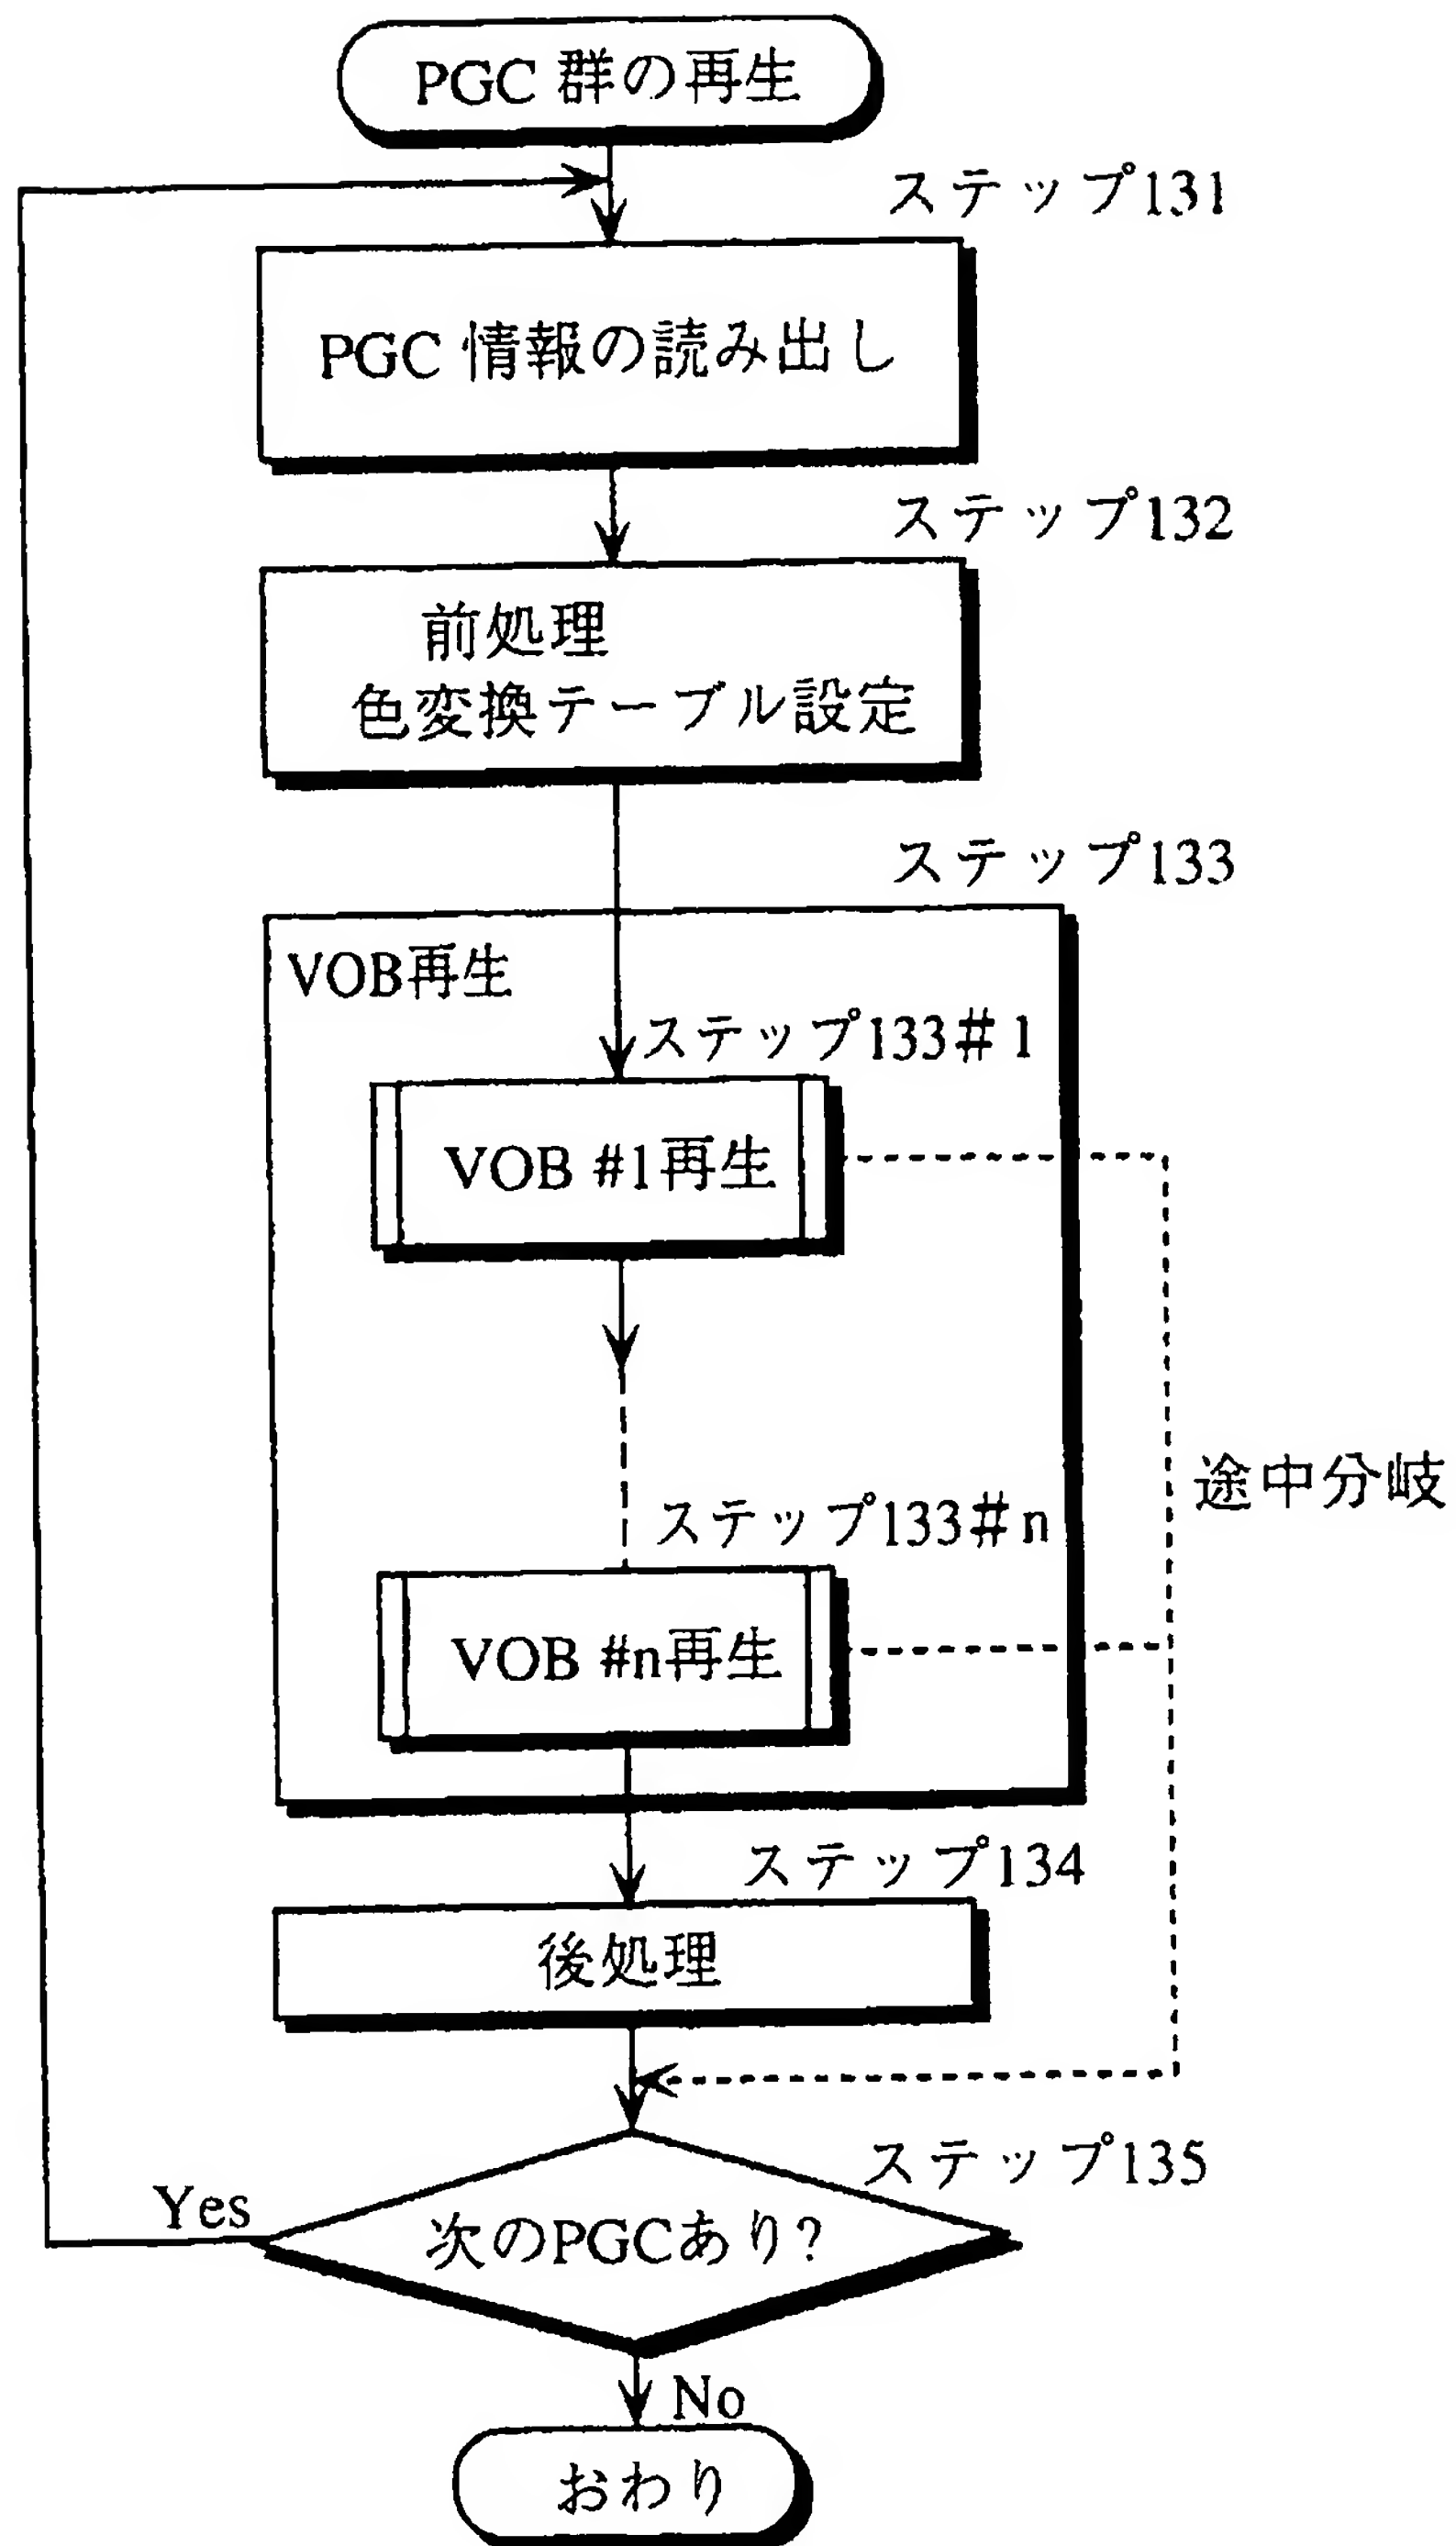 PGC 群の再生
ステップ131
PGC 情報の読み出し
ステップ132
前処理
色変換テーブル設定
ステップ133
VOB再生
ステップ133＃1
VOB #1再生
途中分岐
ステップ133＃n
VOB #n再生
ステップ134
後処理
ステップ135
Yes
次のPGCあり?
No
おわり